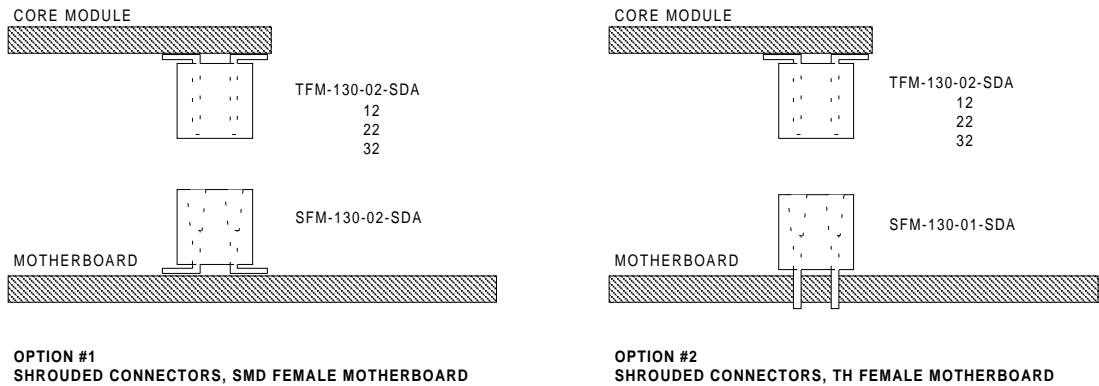 CORE MODULE
TFM-130-02-SDA
12
22
32
SFM-130-02-SDA
MOTHERBOARD
OPTION #1
SHROUDED CONNECTORS, SMD FEMALE MOTHERBOARD
CORE MODULE
TFM-130-02-SDA
12
22
32
SFM-130-01-SDA
MOTHERBOARD
OPTION #2
SHROUDED CONNECTORS, TH FEMALE MOTHERBOARD